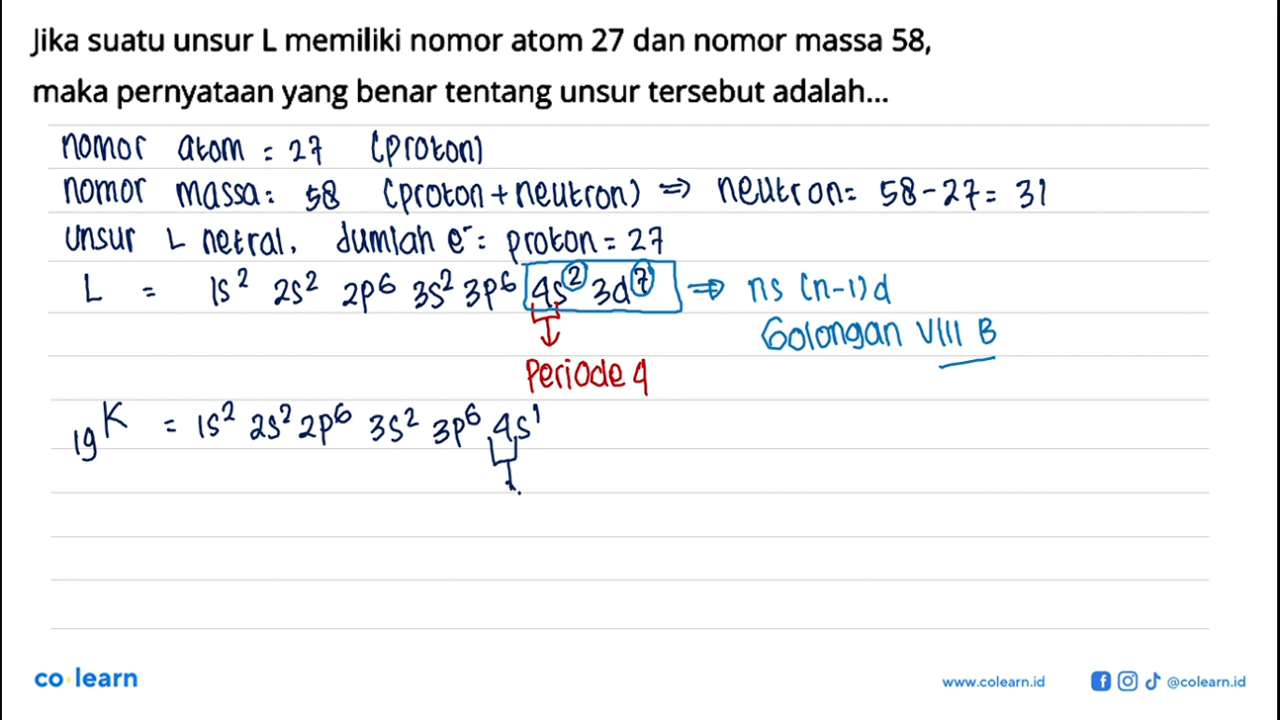 Jika suatu unsur L memiliki nomor atom 27 dan nomor massa 58,
maka pernyataan yang benar tentang unsur tersebut adalah...
nomor atom = 27 (proton)
nomor massa: 58 (proton + neutron) ⇒ neutron = 58 - 27 = 31
unsur L netral, Jumlah e⁻ = proton = 27
L = 1s² 2s² 2p⁶ 3s² 3p⁶ 4s² 3d⁷ ⇒ ns (n-1)d
Golongan VIII B
Periode 4
₁₉K = 1s² 2s² 2p⁶ 3s² 3p⁶ 4s¹
co learn
www.colearn.id @colearn.id